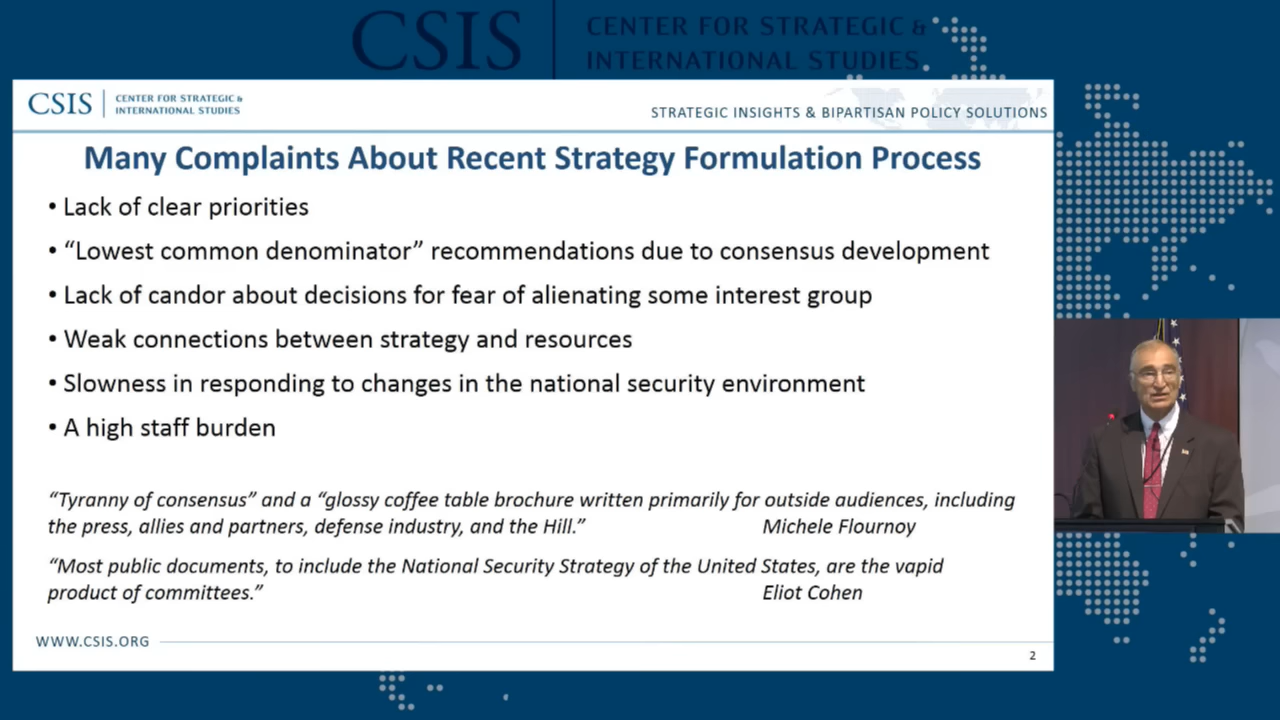 CSIS
CENTER FOR STRATEGIC &
INTERNATIONAL STUDIES
CSIS
CENTER FOR STRATEGIC &
INTERNATIONAL STUDIES
STRATEGIC INSIGHTS & BIPARTISAN POLICY SOLUTIONS
Many Complaints About Recent Strategy Formulation Process
• Lack of clear priorities
• “Lowest common denominator” recommendations due to consensus development
• Lack of candor about decisions for fear of alienating some interest group
• Weak connections between strategy and resources
• Slowness in responding to changes in the national security environment
• A high staff burden
“Tyranny of consensus” and a “glossy coffee table brochure written primarily for outside audiences, including
the press, allies and partners, defense industry, and the Hill.” Michele Flournoy
“Most public documents, to include the National Security Strategy of the United States, are the vapid
product of committees.” Eliot Cohen
WWW.CSIS.ORG
2